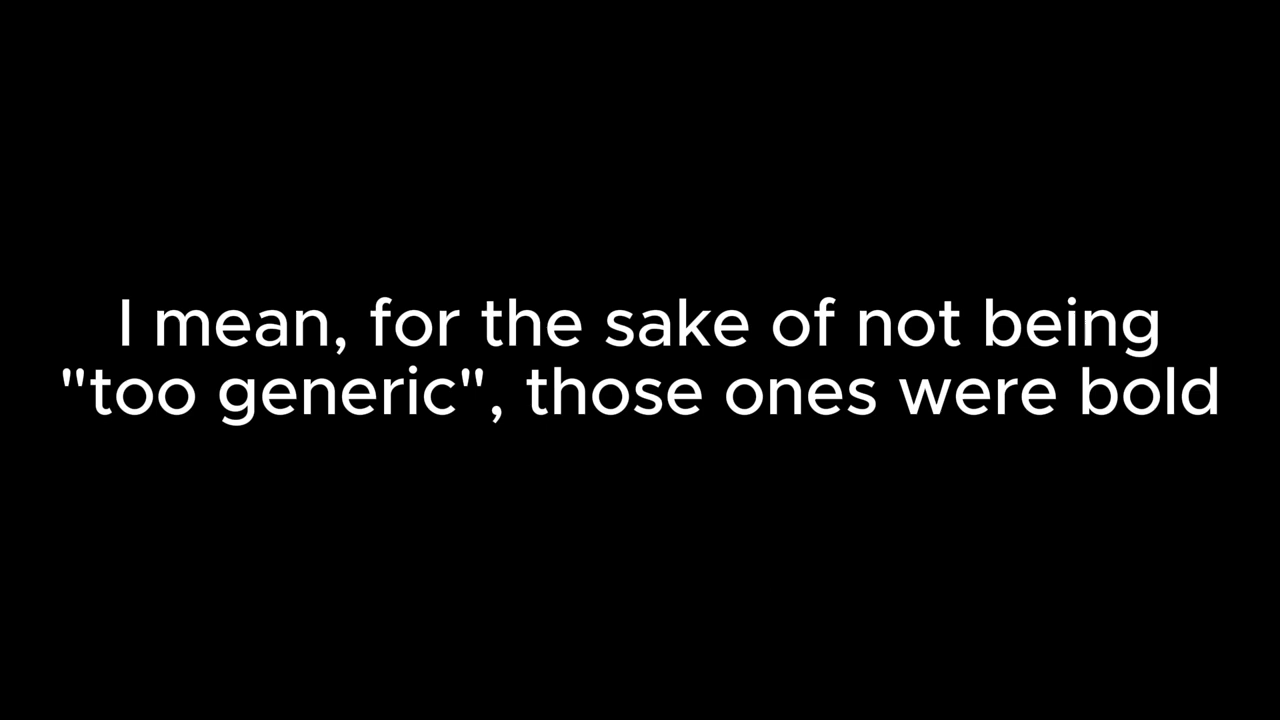 I mean, for the sake of not being
"too generic", those ones were bold